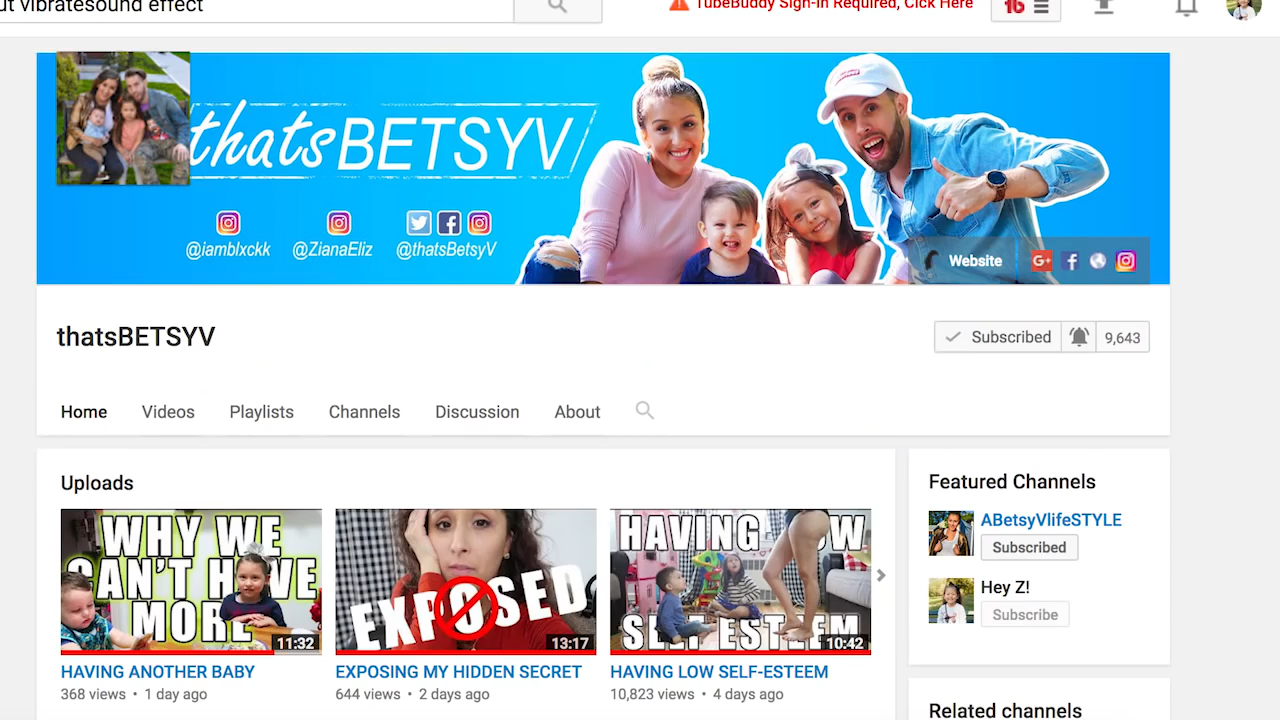 ut vibratesound effect
TubeBuddy Sign-in Required, Click Here
thatsBETSYV
@iamblxckk @ZianaEliz @thatsBetsyV
Website G+
thatsBETSYV
Subscribed 9,643
Home Videos Playlists Channels Discussion About
Uploads
WHY WE
CAN'T HAVE
MORE
11:32
EXPOSED
13:17
HAVING LOW
SELF ESTEEM
10:42
HAVING ANOTHER BABY
368 views • 1 day ago
EXPOSING MY HIDDEN SECRET
644 views • 2 days ago
HAVING LOW SELF-ESTEEM
10,823 views • 4 days ago
Featured Channels
ABetsyVlifeSTYLE
Subscribed
Hey Z!
Subscribe
Related channels